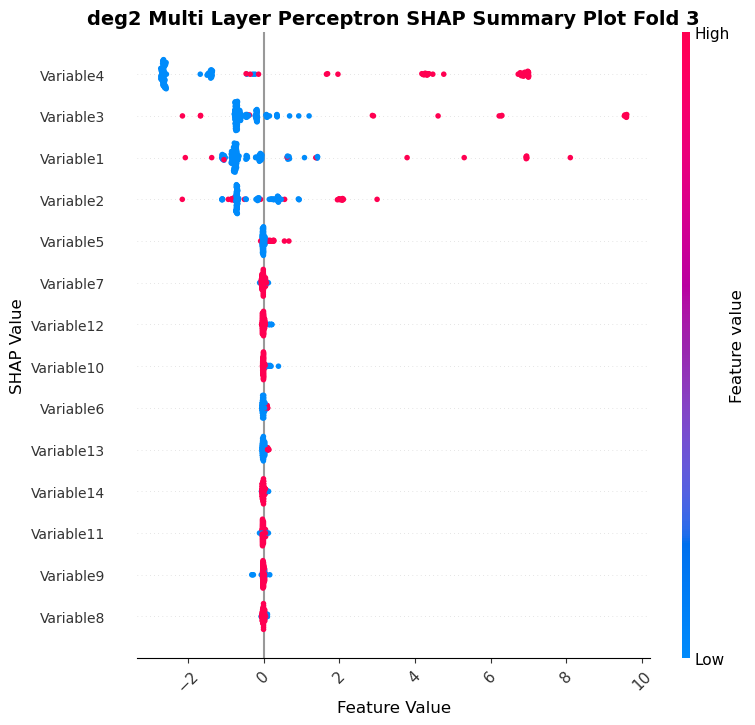 deg2 Multi Layer Perceptron SHAP Summary Plot Fold 3
High
Variable4
Variable3
Variable1
Variable2
Variable5
Variable7
Variable12
Variable10
Variable6
Variable13
Variable14
Variable11
Variable9
Variable8
SHAP Value
Feature value
Low
−2
0
2
4
6
8
10
Feature Value